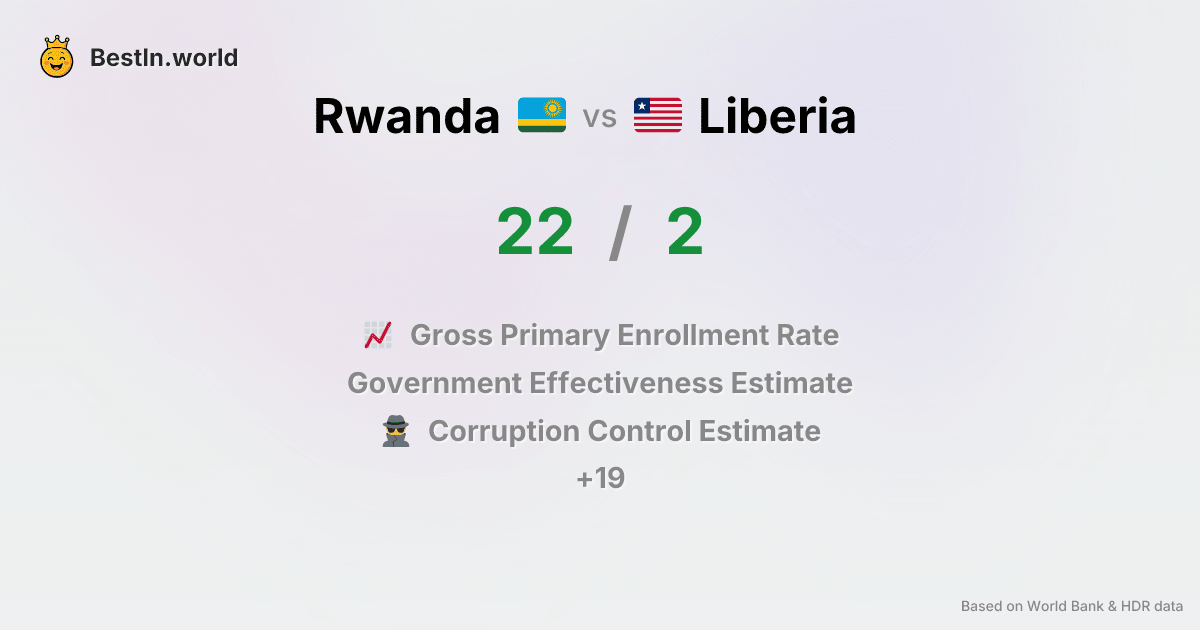 BestIn.world
Rwanda vs Liberia
22 / 2
Gross Primary Enrollment Rate
Government Effectiveness Estimate
Corruption Control Estimate
+19
Based on World Bank & HDR data